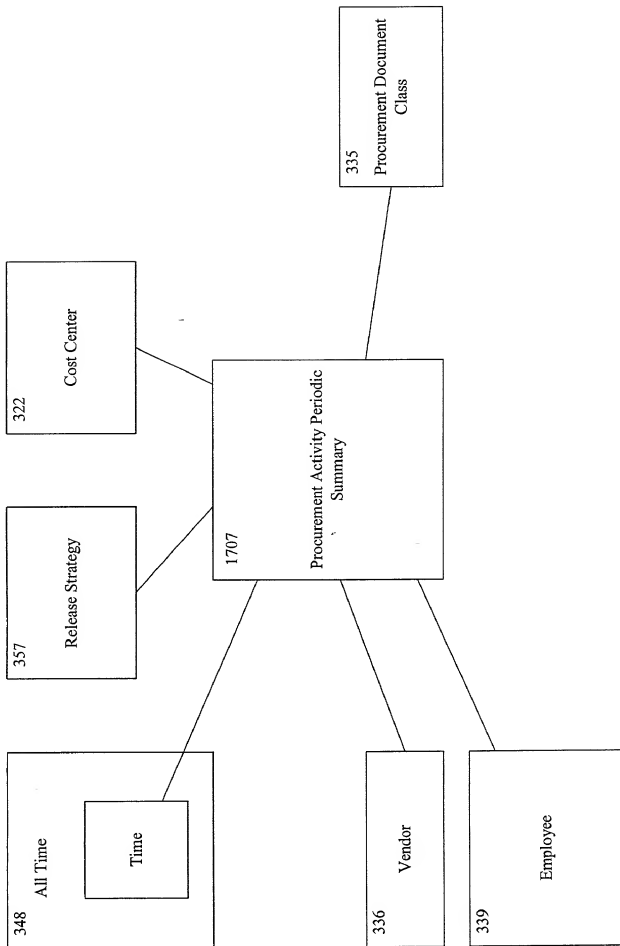 348
All Time
Time
357
Release Strategy
322
Cost Center
336
Vendor
1707
Procurement Activity Periodic
Summary
335
Procurement Document
Class
339
Employee